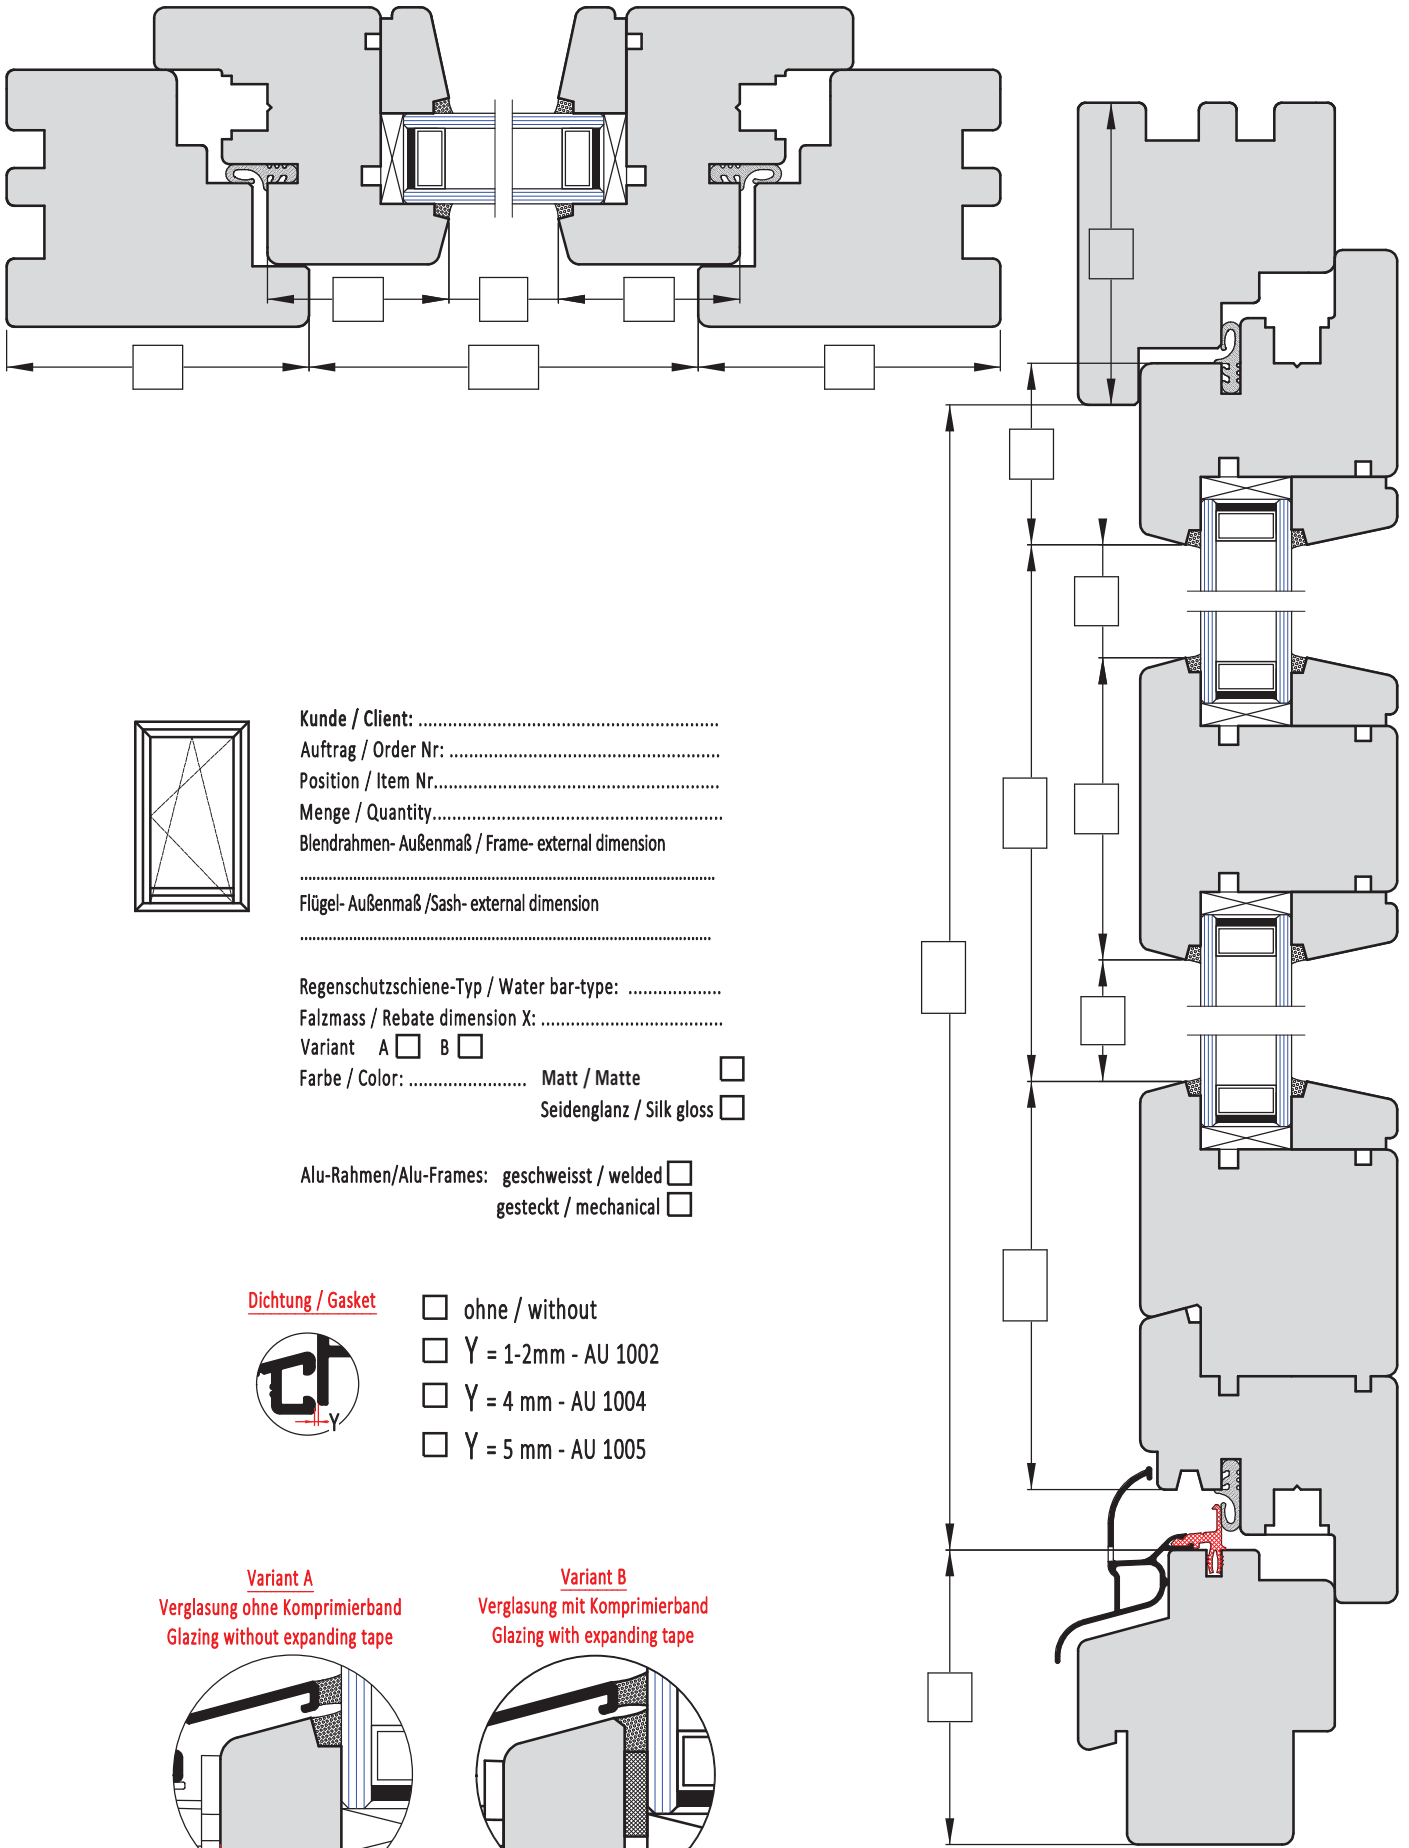 Kunde / Client: ............................................................
Auftrag / Order Nr: ......................................................
Position / Item Nr.........................................................
Menge / Quantity..........................................................
Blendrahmen- Außenmaß / Frame- external dimension
...................................................................................
Flügel- Außenmaß /Sash- external dimension
...................................................................................
Regenschutzschiene-Typ / Water bar-type: ...................
Falzmass / Rebate dimension X: .....................................
Variant A B
Farbe / Color: ........................ Matt / Matte
Seidenglanz / Silk gloss
Alu-Rahmen/Alu-Frames: geschweisst / welded
gesteckt / mechanical
Dichtung / Gasket
Y
ohne / without
Y = 1-2mm - AU 1002
Y = 4 mm - AU 1004
Y = 5 mm - AU 1005
Variant A
Verglasung ohne Komprimierband
Glazing without expanding tape
Variant B
Verglasung mit Komprimierband
Glazing with expanding tape